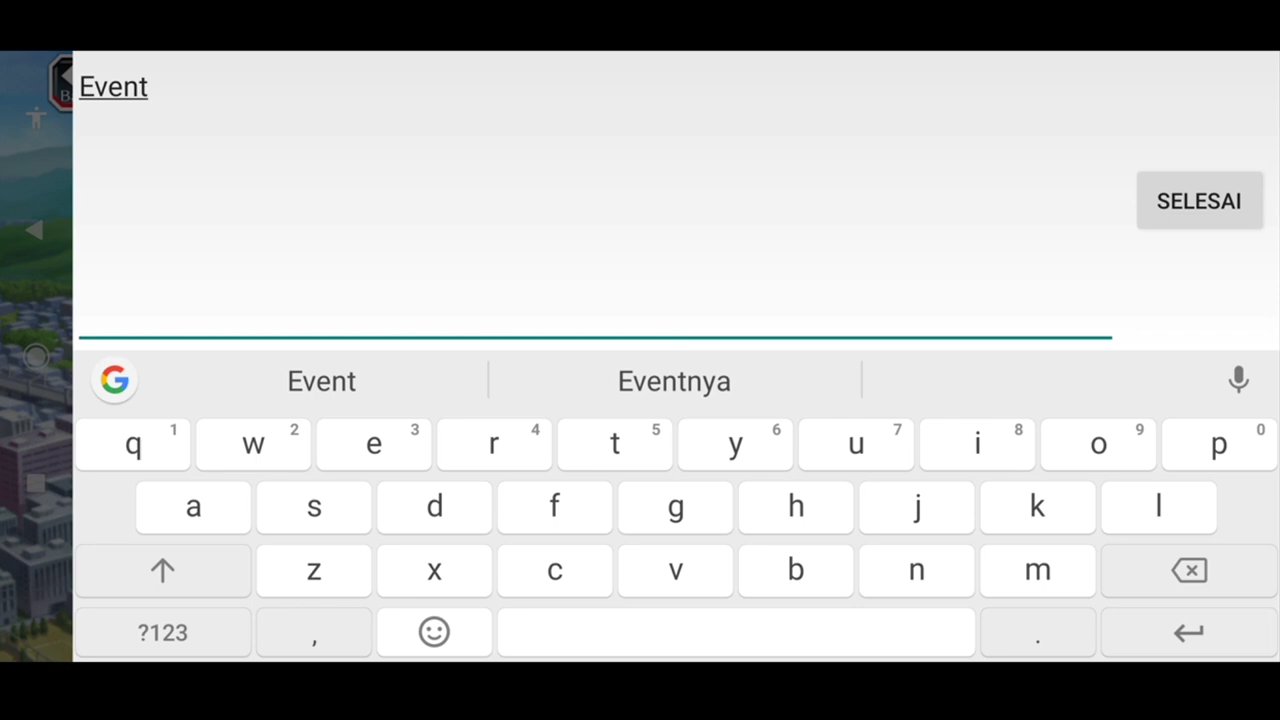 B
Event
SELESAI
G
Event Eventnya
q 1 w 2 e 3 r 4 t 5 y 6 u 7 i 8 o 9 p 0
a s d f g h j k l
z x c v b n m
?123 , .